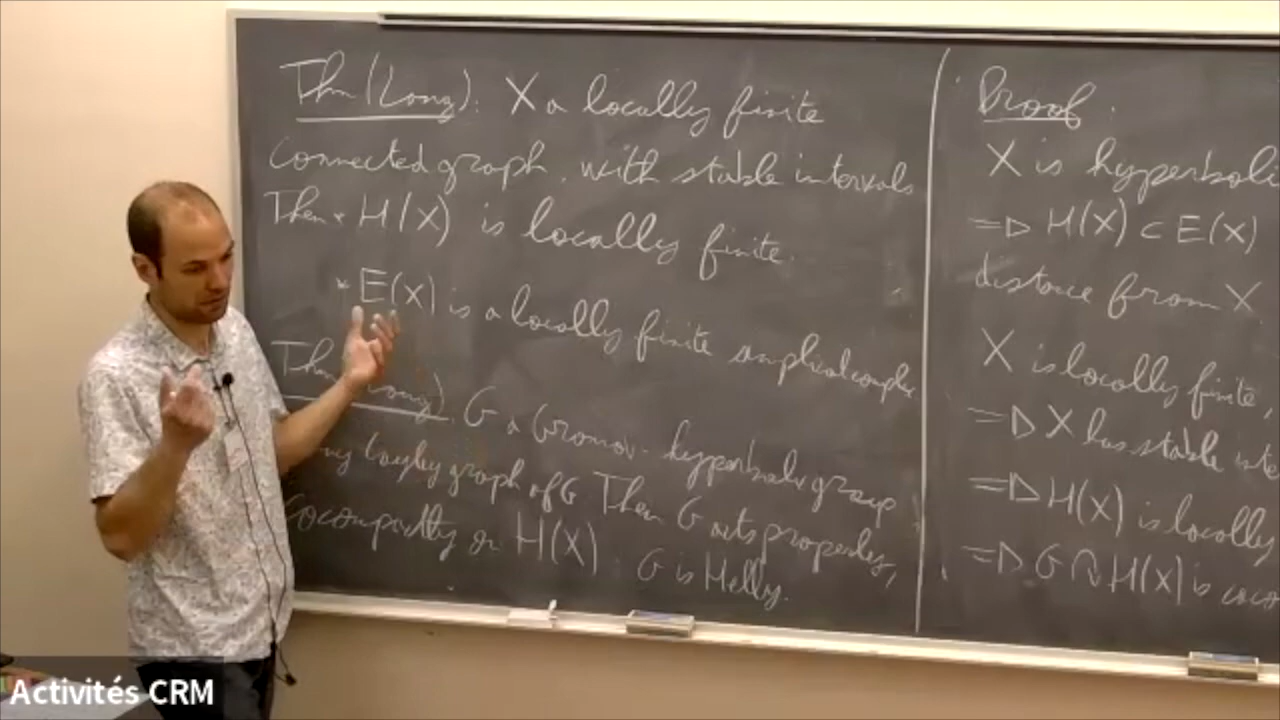 Thm (Lang): X a locally finite
connected graph, with stable intervals
Then * H(X) is locally finite.
* E(X) is a locally finite simplicial complex
Thm G a Gromov-hyperbolic group
any Cayley graph of G Then G acts properly,
cocompactly on H(X): G is Helly.
Proof:
X is hyperboli
=> H(X) ⊂ E(X)
distance from X
X is locally finite,
=> X has stable inte
=> H(X) is locally
=> G ↷ H(X) is coco
Activités CRM